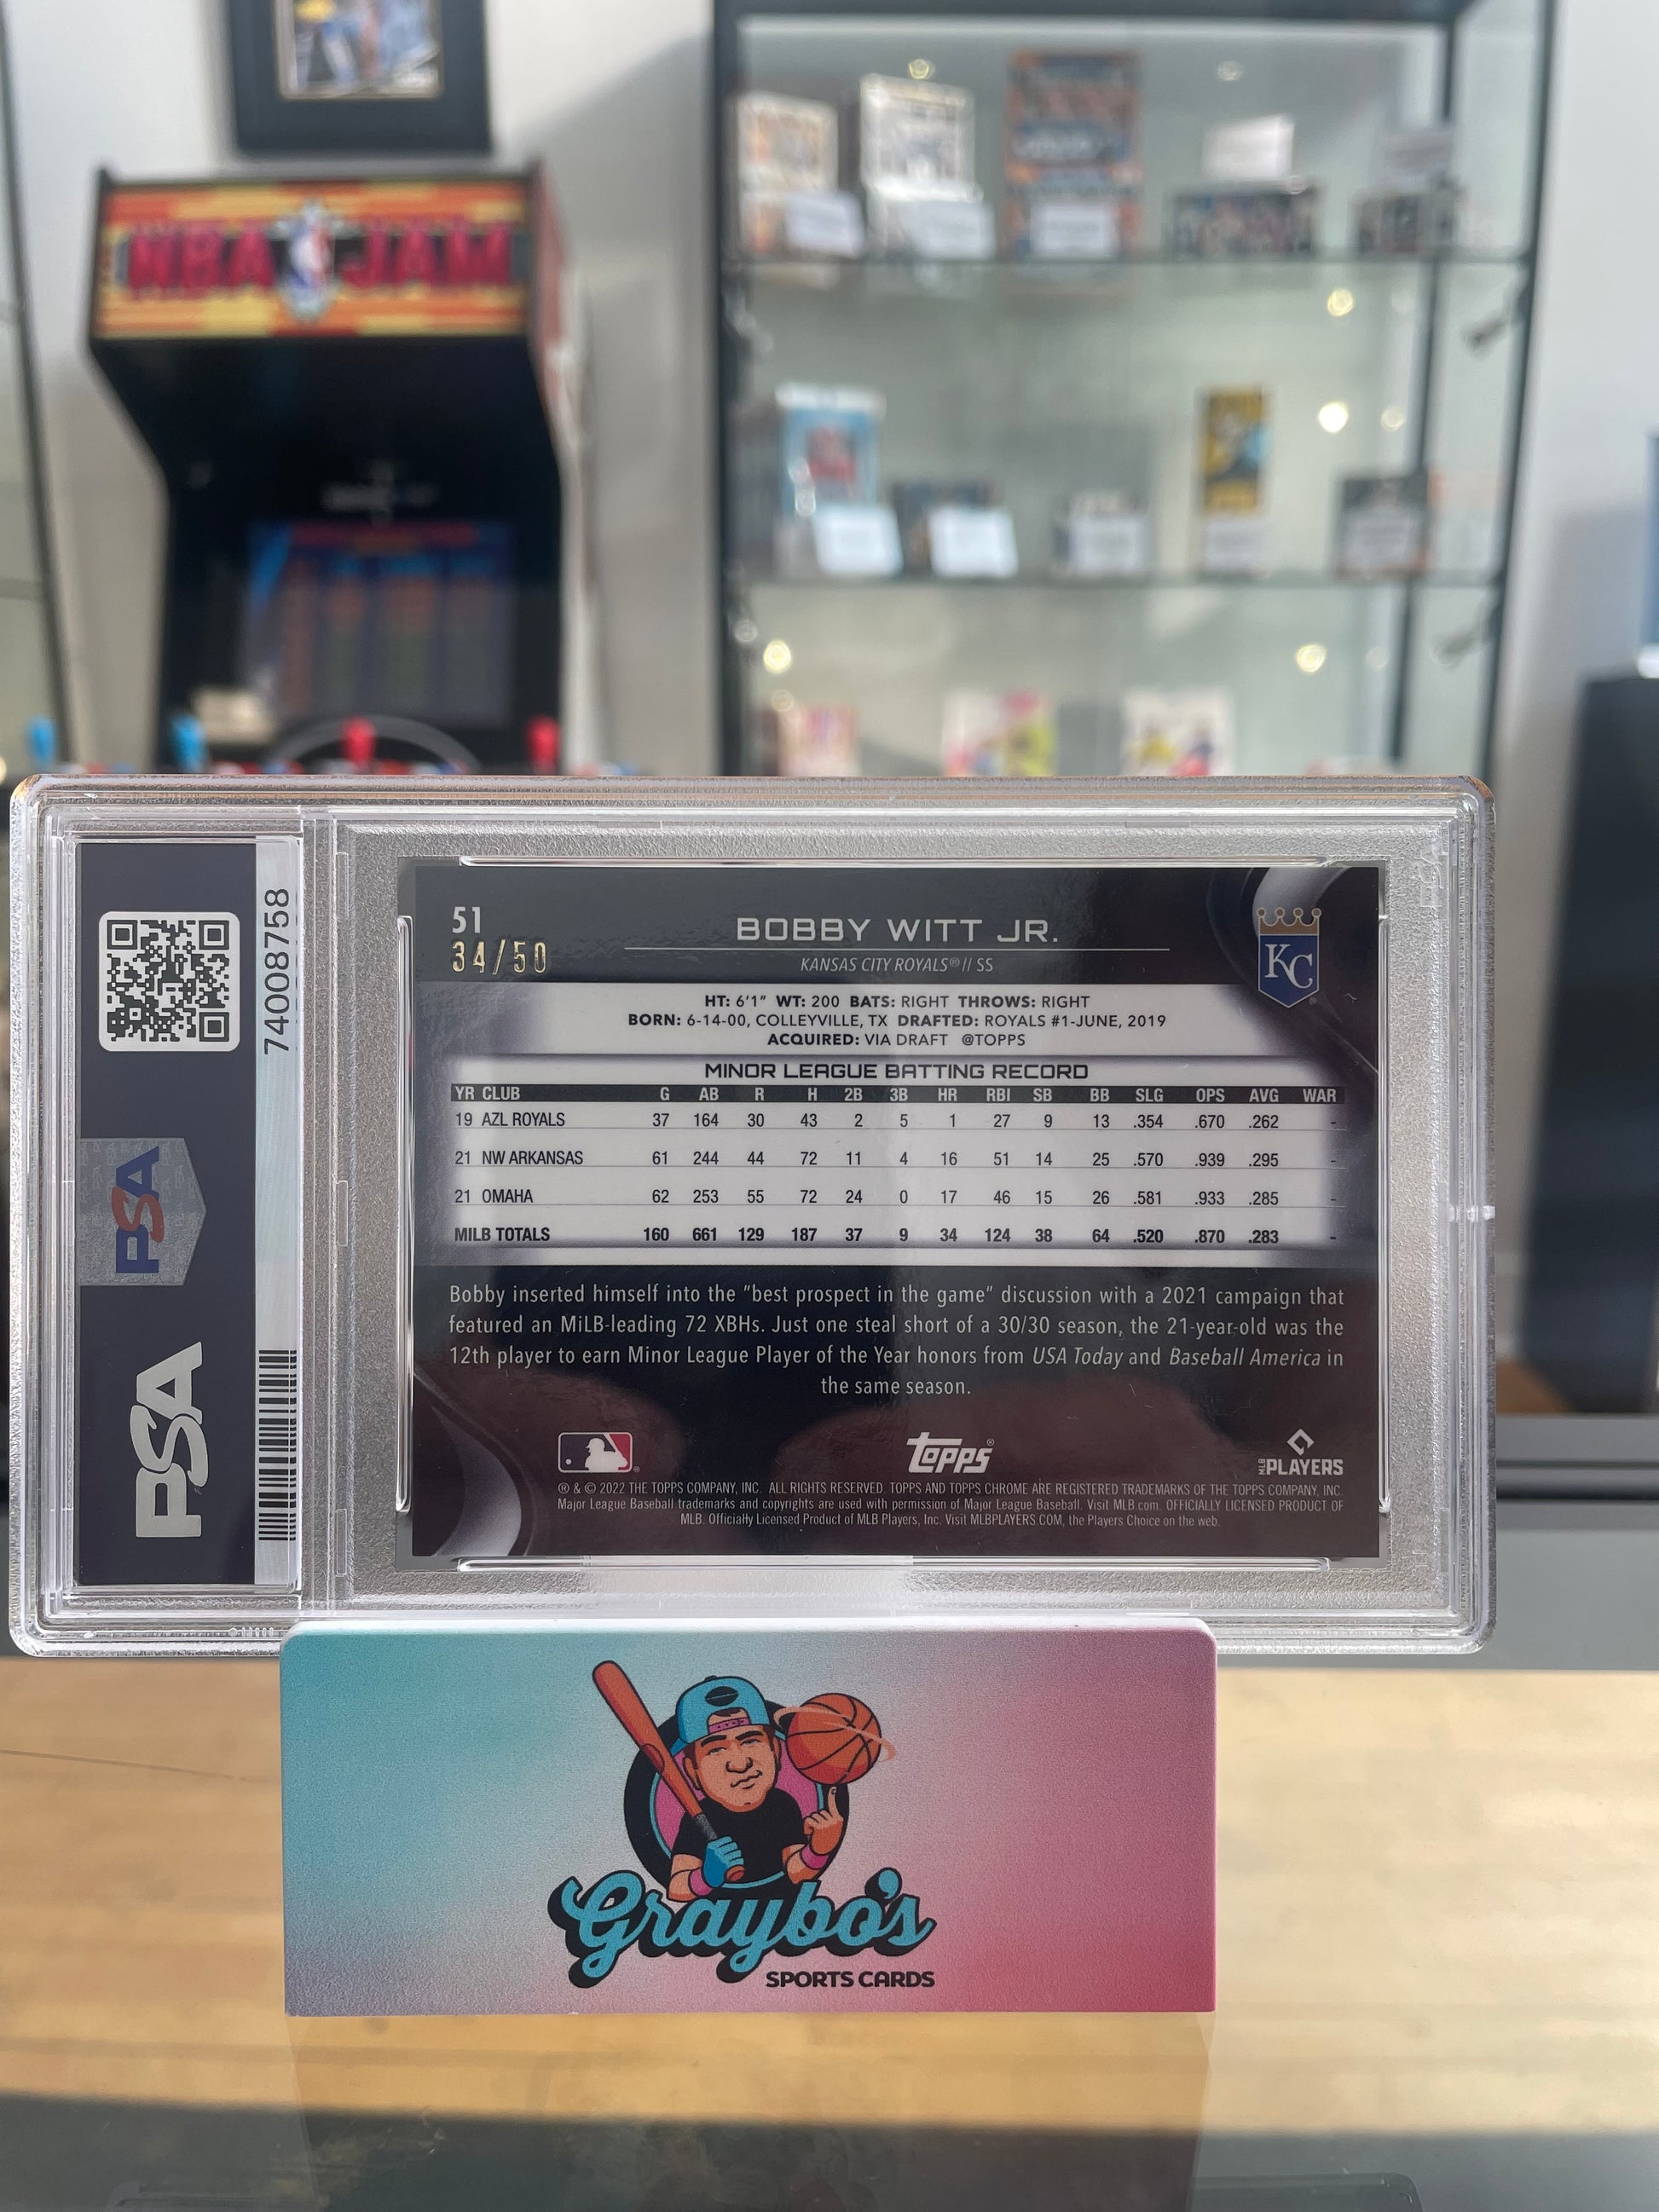 NBA JAM
74008758
PSA
PSA
51
34/50
BOBBY WITT JR.
KANSAS CITY ROYALS® // SS
KC
HT: 6'1" WT: 200 BATS: RIGHT THROWS: RIGHT
BORN: 6-14-00, COLLEYVILLE, TX DRAFTED: ROYALS #1-JUNE, 2019
ACQUIRED: VIA DRAFT @TOPPS
MINOR LEAGUE BATTING RECORD
YR CLUB G AB R H 2B 3B HR RBI SB BB SLG OPS AVG WAR
19 AZL ROYALS 37 164 30 43 2 5 1 27 9 13 .354 .670 .262 -
21 NW ARKANSAS 61 244 44 72 11 4 16 51 14 25 .570 .939 .295 -
21 OMAHA 62 253 55 72 24 0 17 46 15 26 .581 .933 .285 -
MILB TOTALS 160 661 129 187 37 9 34 124 38 64 .520 .870 .283 -
Bobby inserted himself into the "best prospect in the game" discussion with a 2021 campaign that
featured an MiLB-leading 72 XBHs. Just one steal short of a 30/30 season, the 21-year-old was the
12th player to earn Minor League Player of the Year honors from USA Today and Baseball America in
the same season.
topps®
MLB PLAYERS
® & © 2022 THE TOPPS COMPANY, INC. ALL RIGHTS RESERVED. TOPPS AND TOPPS CHROME ARE REGISTERED TRADEMARKS OF THE TOPPS COMPANY, INC.
Major League Baseball trademarks and copyrights are used with permission of Major League Baseball. Visit MLB.com. OFFICIALLY LICENSED PRODUCT OF
MLB. Officially Licensed Product of MLB Players, Inc. Visit MLBPLAYERS.COM, the Players Choice on the web.
Graybo's
SPORTS CARDS